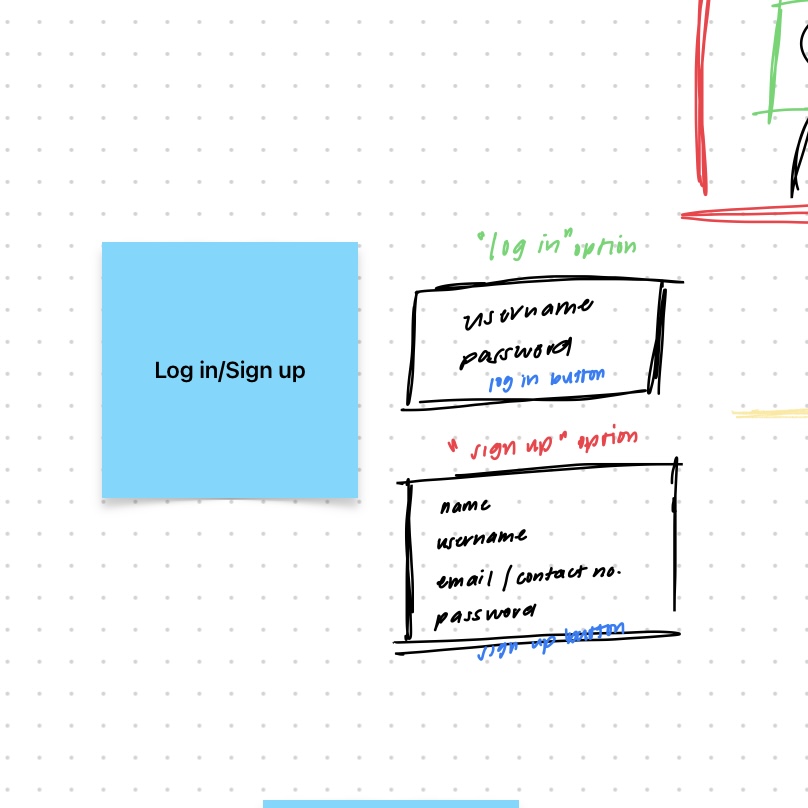 Log in/Sign up
"log in" option
username
password
log in button
"sign up" option
name
username
email / contact no.
password
sign up button